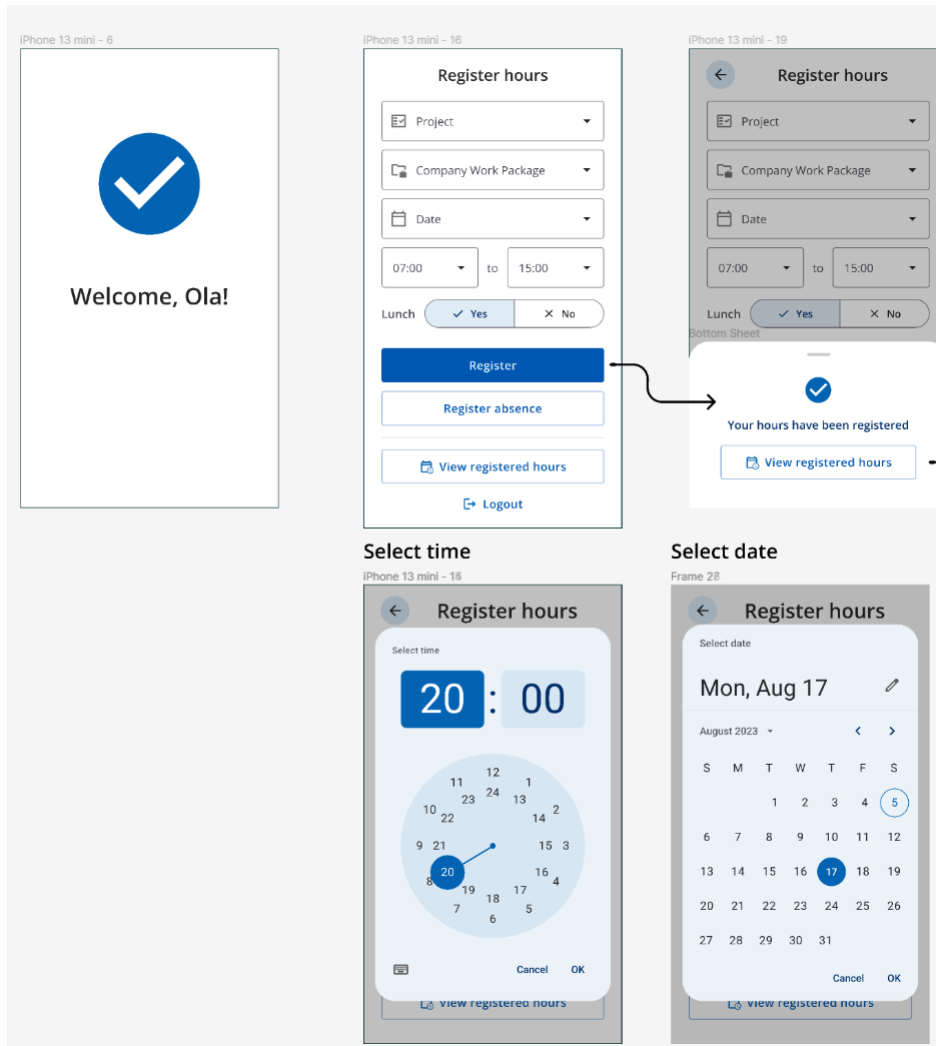 iPhone 13 mini - 6
Welcome, Ola!
iPhone 13 mini - 16
Register hours
Project
Company Work Package
Date
07:00 to 15:00
Lunch Yes No
Register
Register absence
View registered hours
Logout
iPhone 13 mini - 19
Register hours
Project
Company Work Package
Date
07:00 to 15:00
Lunch Yes No
Bottom Sheet
Your hours have been registered
View registered hours
Select time
iPhone 13 mini -
Register hours
Select time
20 : 00
12
11 1
24
23 13
10 2
22 14
9 21 15 3
20 16
8 4
19 17
18
7 5
6
Cancel OK
View registered hours
Select date
Frame
Register hours
Select date
Mon, Aug 17
August 2023
S M T W T F S
1 2 3 4 5
6 7 8 9 10 11 12
13 14 15 16 17 18 19
20 21 22 23 24 25 26
27 28 29 30 31
Cancel OK
View registered hours